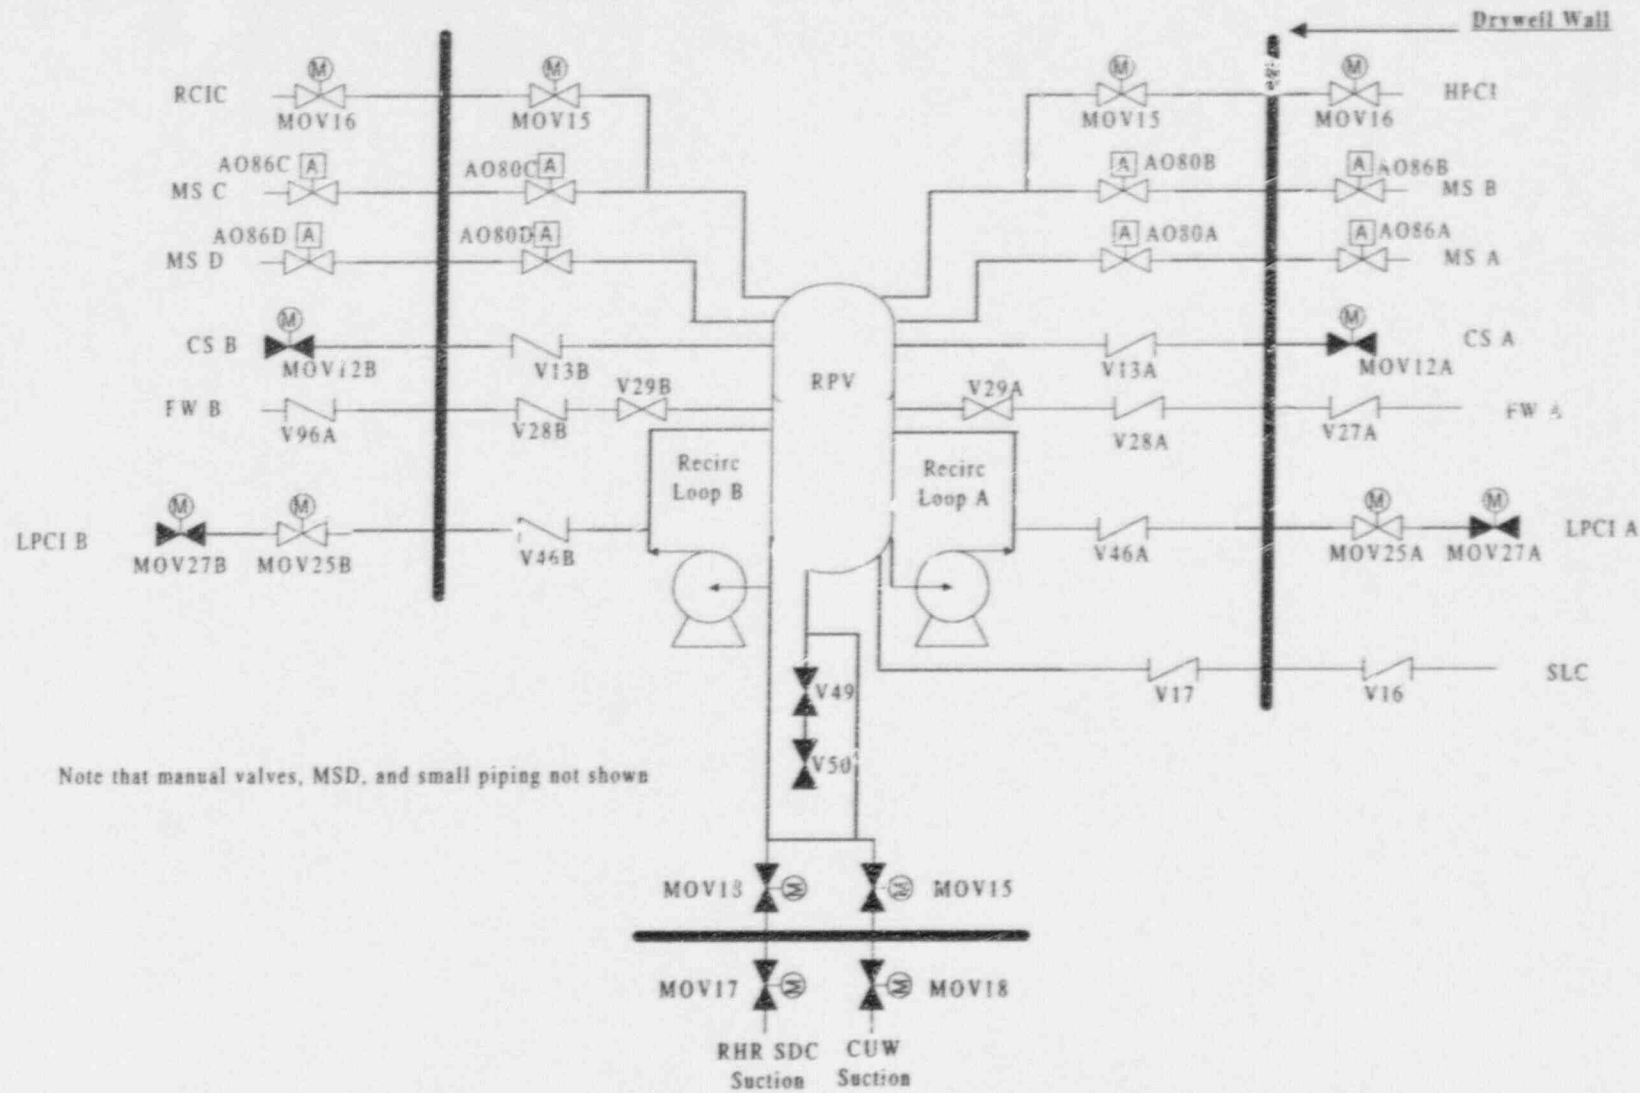 Drywell Wall
M
M
M
M
RCIC
MOV16
MOV15
MOV15
MOV16
HPCI
AO86C
A
AO80C
A
A
AO80B
A
AO86B
MS C
MS B
AO86D
A
AO80D
A
A
AO80A
A
AO86A
MS D
MS A
M
M
CS B
CS A
MOV12B
V13B
RPV
V13A
MOV12A
V29B
V29A
FW B
FW
V96A
V28B
V28A
V27A
Recirc
Loop B
Recirc
Loop A
M
M
M
M
LPCI B
LPCI A
MOV27B
MOV25B
V46B
V46A
MOV25A
MOV27A
SLC
V49
V17
V16
V50
Note that manual valves, MSD, and small piping not shown
MOV18
M
M
MOV15
MOV17
M
M
MOV18
RHR SDC
Suction
CUW
Suction